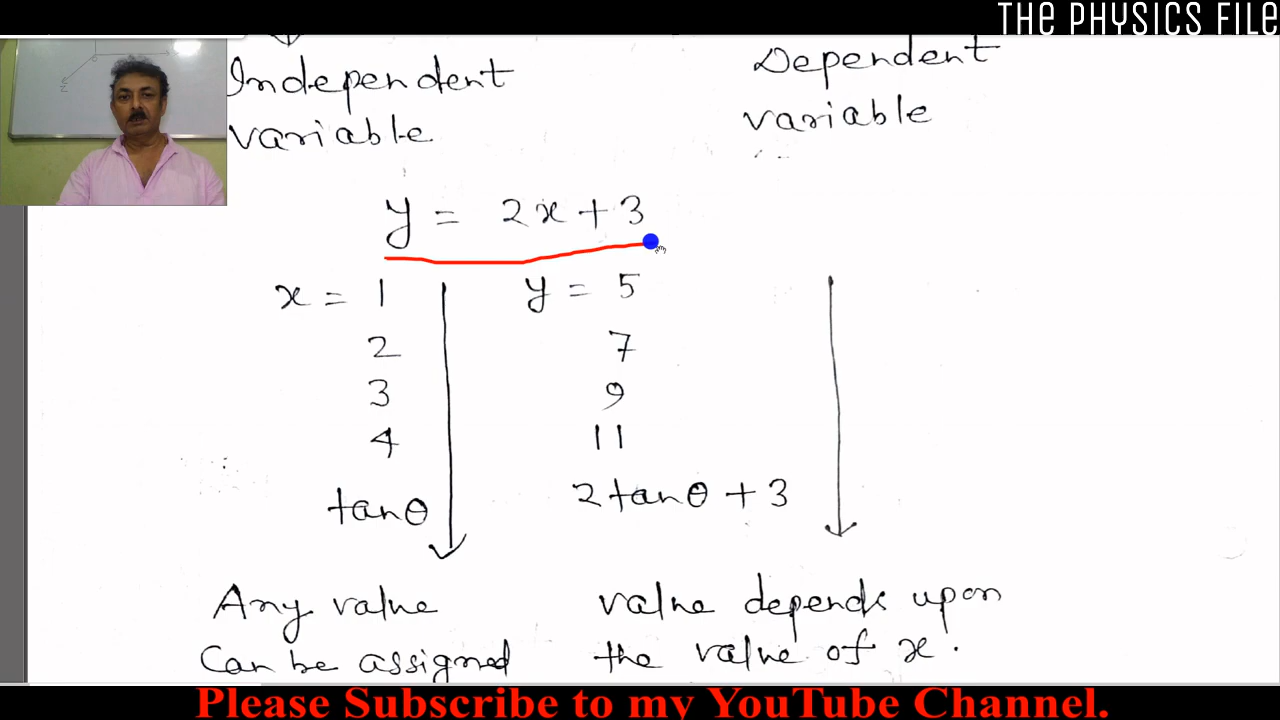 THE PHYSICS FILE
Independent variable
Dependent variable
y = 2x + 3
x = 1 y = 5
2 7
3 9
4 11
tanθ 2tanθ + 3
Any value can be assigned
value depends upon the value of x.
Please Subscribe to my YouTube Channel.